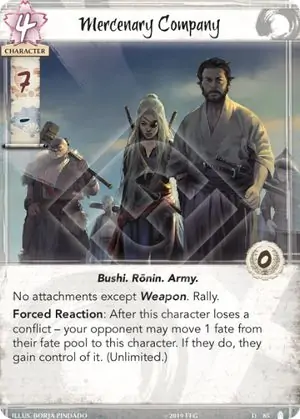 Mercenary Company
4
CHARACTER
7
-
0
Bushi. Rōnin. Army.
No attachments except Weapon. Rally.
Forced Reaction: After this character loses a
conflict – your opponent may move 1 fate from
their fate pool to this character. If they do, they
gain control of it. (Unlimited.)
ILLUS. BORJA PINDADO
©2019 FFG
85